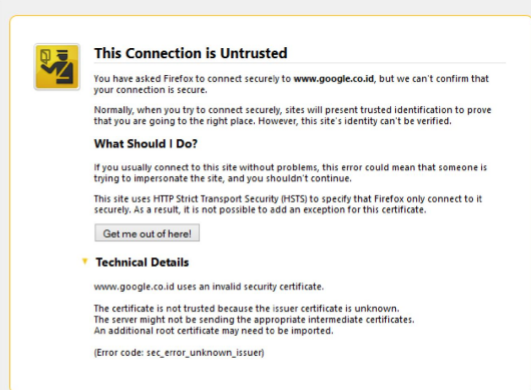 This Connection is Untrusted
You have asked Firefox to connect securely to www.google.co.id, but we can't confirm that
your connection is secure.
Normally, when you try to connect securely, sites will present trusted identification to prove
that you are going to the right place. However, this site's identity can't be verified.
What Should I Do?
If you usually connect to this site without problems, this error could mean that someone is
trying to impersonate the site, and you shouldn't continue.
This site uses HTTP Strict Transport Security (HSTS) to specify that Firefox only connect to it
securely. As a result, it is not possible to add an exception for this certificate.
Get me out of here!
Technical Details
www.google.co.id uses an invalid security certificate.
The certificate is not trusted because the issuer certificate is unknown.
The server might not be sending the appropriate intermediate certificates.
An additional root certificate may need to be imported.
(Error code: sec_error_unknown_issuer)